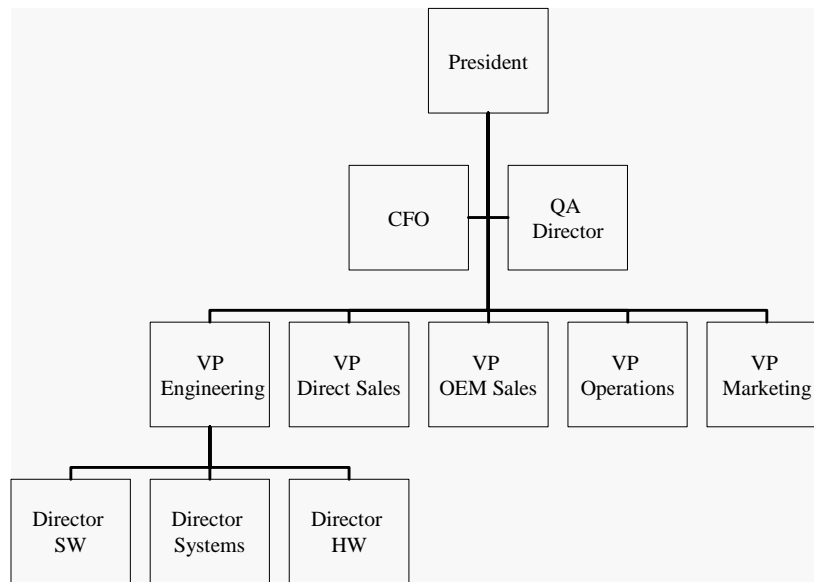 President
CFO
QA
Director
VP
Engineering
VP
Direct Sales
VP
OEM Sales
VP
Operations
VP
Marketing
Director
SW
Director
Systems
Director
HW